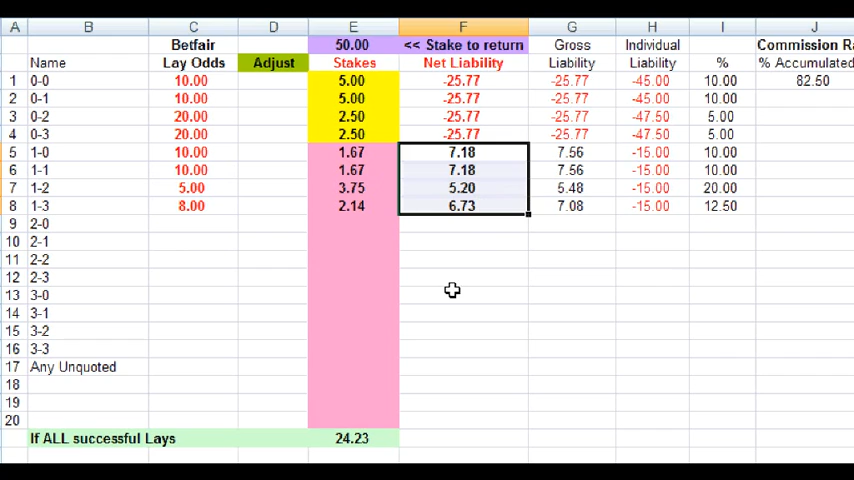 A B C D E F G H I J
Betfair 50.00 << Stake to return Gross Individual Commission Ra
Name Lay Odds Adjust Stakes Net Liability Liability Liability % % Accumulated
1 0-0 10.00 5.00 -25.77 -25.77 -45.00 10.00 82.50
2 0-1 10.00 5.00 -25.77 -25.77 -45.00 10.00
3 0-2 20.00 2.50 -25.77 -25.77 -47.50 5.00
4 0-3 20.00 2.50 -25.77 -25.77 -47.50 5.00
5 1-0 10.00 1.67 7.18 7.56 -15.00 10.00
6 1-1 10.00 1.67 7.18 7.56 -15.00 10.00
7 1-2 5.00 3.75 5.20 5.48 -15.00 20.00
8 1-3 8.00 2.14 6.73 7.08 -15.00 12.50
9 2-0
10 2-1
11 2-2
12 2-3
13 3-0
14 3-1
15 3-2
16 3-3
17 Any Unquoted
18
19
20
If ALL successful Lays 24.23